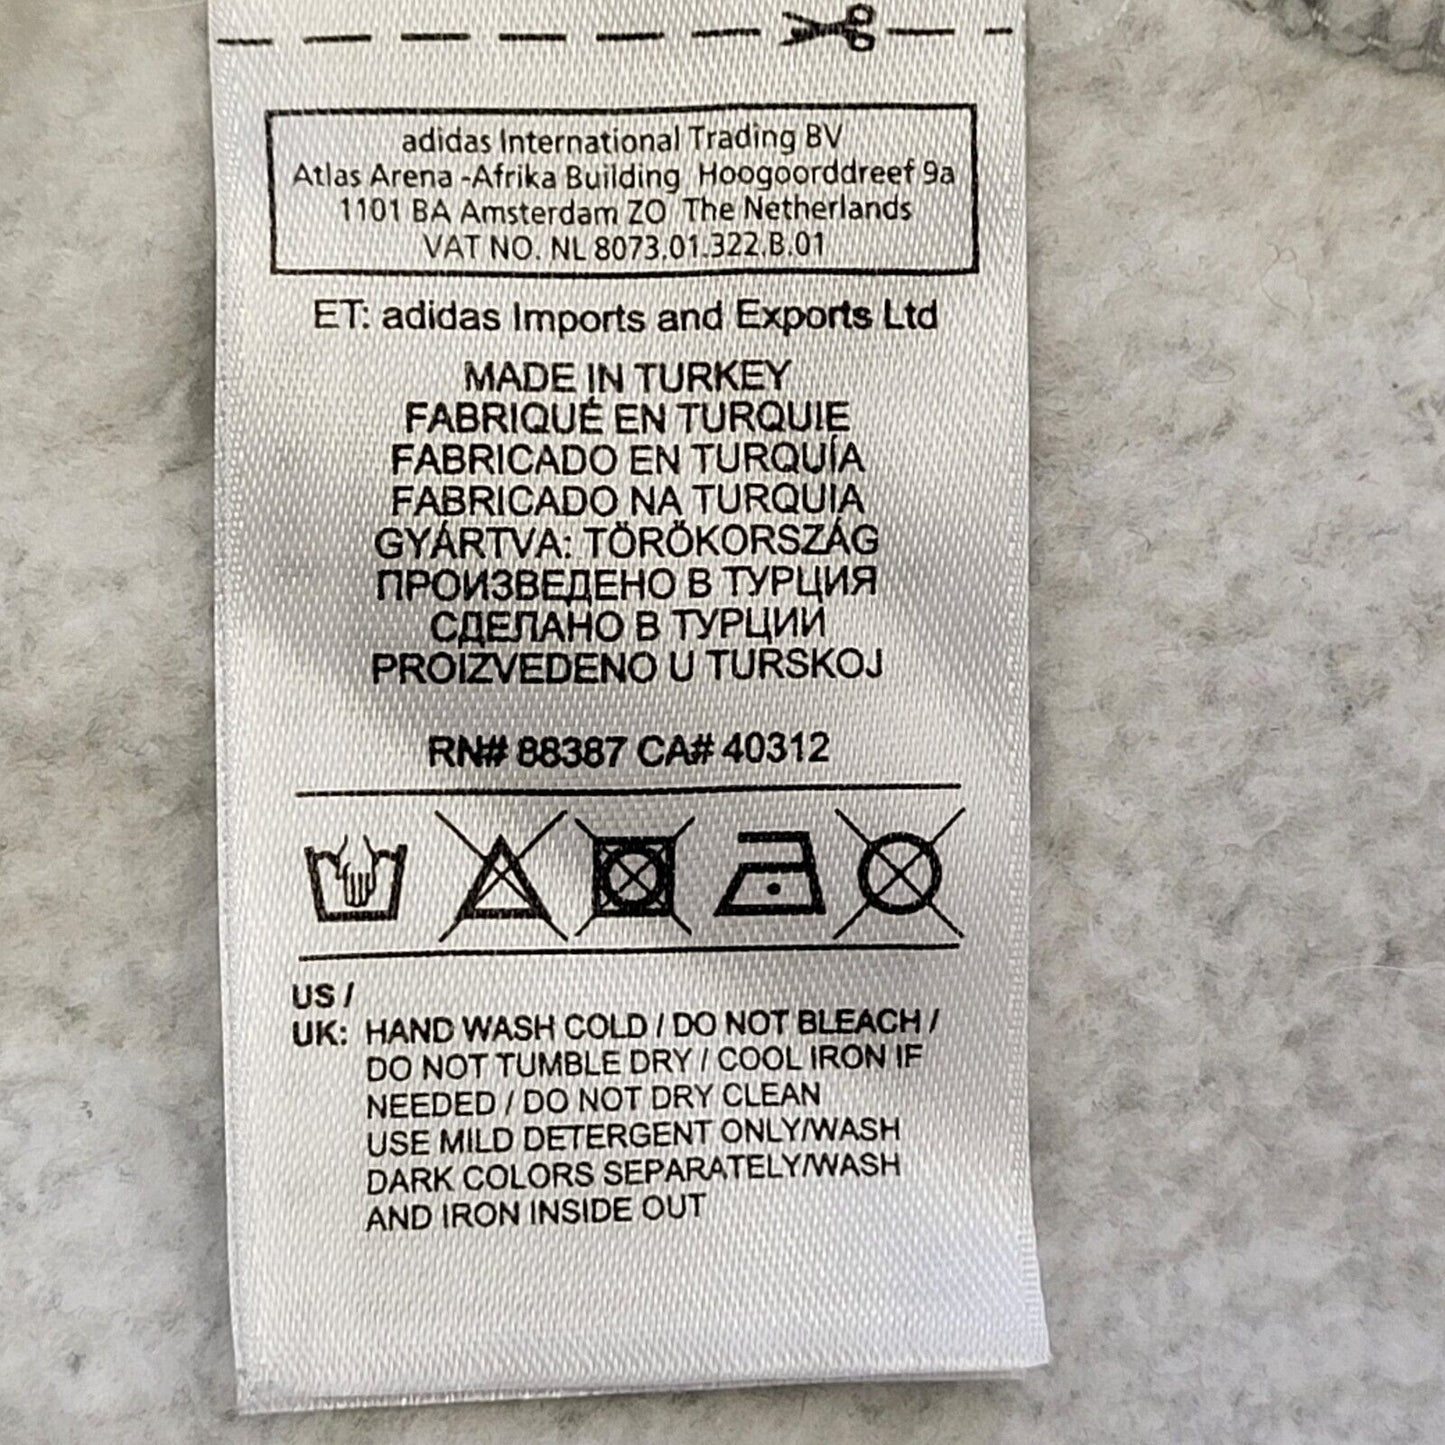 adidas International Trading BV
Atlas Arena -Afrika Building Hoogoorddreef 9a
1101 BA Amsterdam ZO The Netherlands
VAT NO. NL 8073.01.322.B.01
ET: adidas Imports and Exports Ltd
MADE IN TURKEY
FABRIQUÉ EN TURQUIE
FABRICADO EN TURQUÍA
FABRICADO NA TURQUIA
GYÁRTVA: TÖRÖKORSZÁG
ПРОИЗВЕДЕНО В ТУРЦИЯ
СДЕЛАНО В ТУРЦИИ
PROIZVEDENO U TURSKOJ
RN# 88387 CA# 40312
US /
UK: HAND WASH COLD / DO NOT BLEACH /
DO NOT TUMBLE DRY / COOL IRON IF
NEEDED / DO NOT DRY CLEAN
USE MILD DETERGENT ONLY/WASH
DARK COLORS SEPARATELY/WASH
AND IRON INSIDE OUT